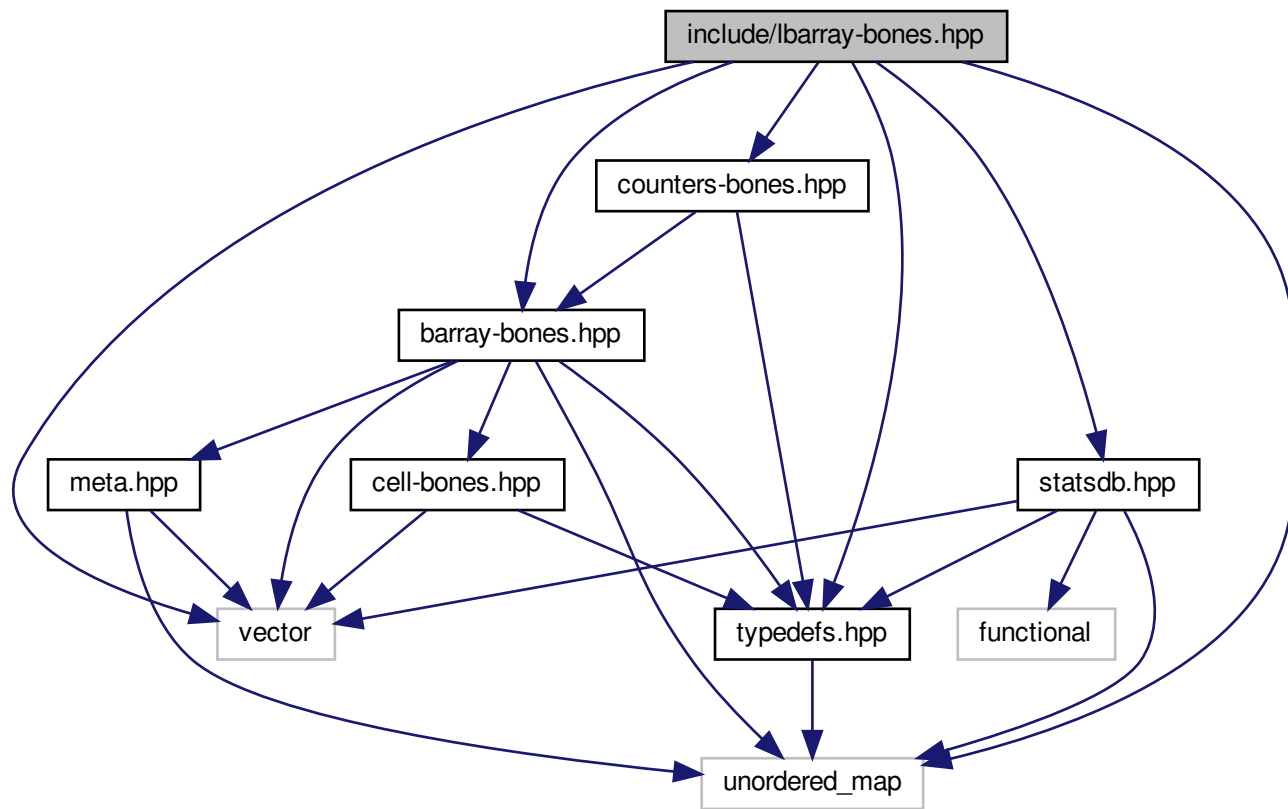 include/lbarray-bones.hpp
counters-bones.hpp
barray-bones.hpp
meta.hpp
cell-bones.hpp
statsdb.hpp
vector
typedefs.hpp
functional
unordered_map